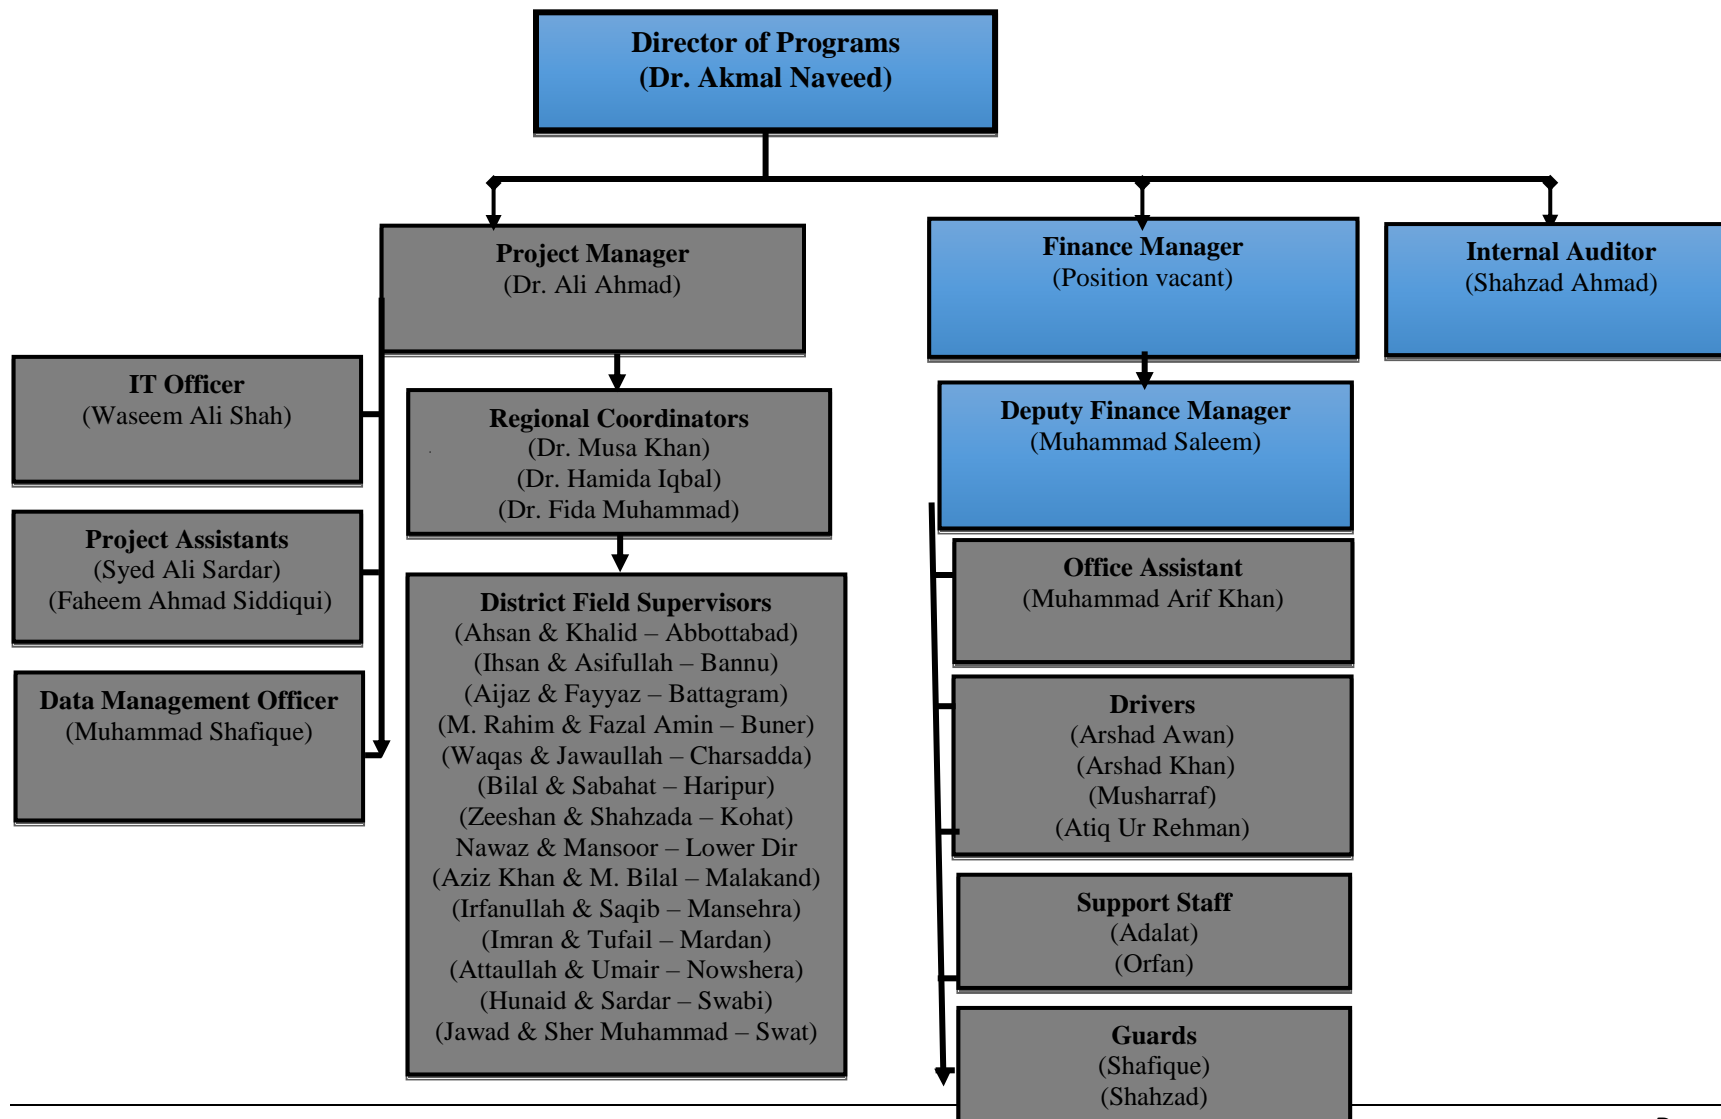 Director of Programs
(Dr. Akmal Naveed)
Project Manager
(Dr. Ali Ahmad)
Finance Manager
(Position vacant)
Internal Auditor
(Shahzad Ahmad)
IT Officer
(Waseem Ali Shah)
Project Assistants
(Syed Ali Sardar)
(Faheem Ahmad Siddiqui)
Data Management Officer
(Muhammad Shafique)
Regional Coordinators
(Dr. Musa Khan)
(Dr. Hamida Iqbal)
(Dr. Fida Muhammad)
District Field Supervisors
(Ahsan & Khalid – Abbottabad)
(Ihsan & Asifullah – Bannu)
(Aijaz & Fayyaz – Battagram)
(M. Rahim & Fazal Amin – Buner)
(Waqas & Jawaullah – Charsadda)
(Bilal & Sabahat – Haripur)
(Zeeshan & Shahzada – Kohat)
Nawaz & Mansoor – Lower Dir
(Aziz Khan & M. Bilal – Malakand)
(Irfanullah & Saqib – Mansehra)
(Imran & Tufail – Mardan)
(Attaullah & Umair – Nowshera)
(Hunaid & Sardar – Swabi)
(Jawad & Sher Muhammad – Swat)
Deputy Finance Manager
(Muhammad Saleem)
Office Assistant
(Muhammad Arif Khan)
Drivers
(Arshad Awan)
(Arshad Khan)
(Musharraf)
(Atiq Ur Rehman)
Support Staff
(Adalat)
(Orfan)
Guards
(Shafique)
(Shahzad)